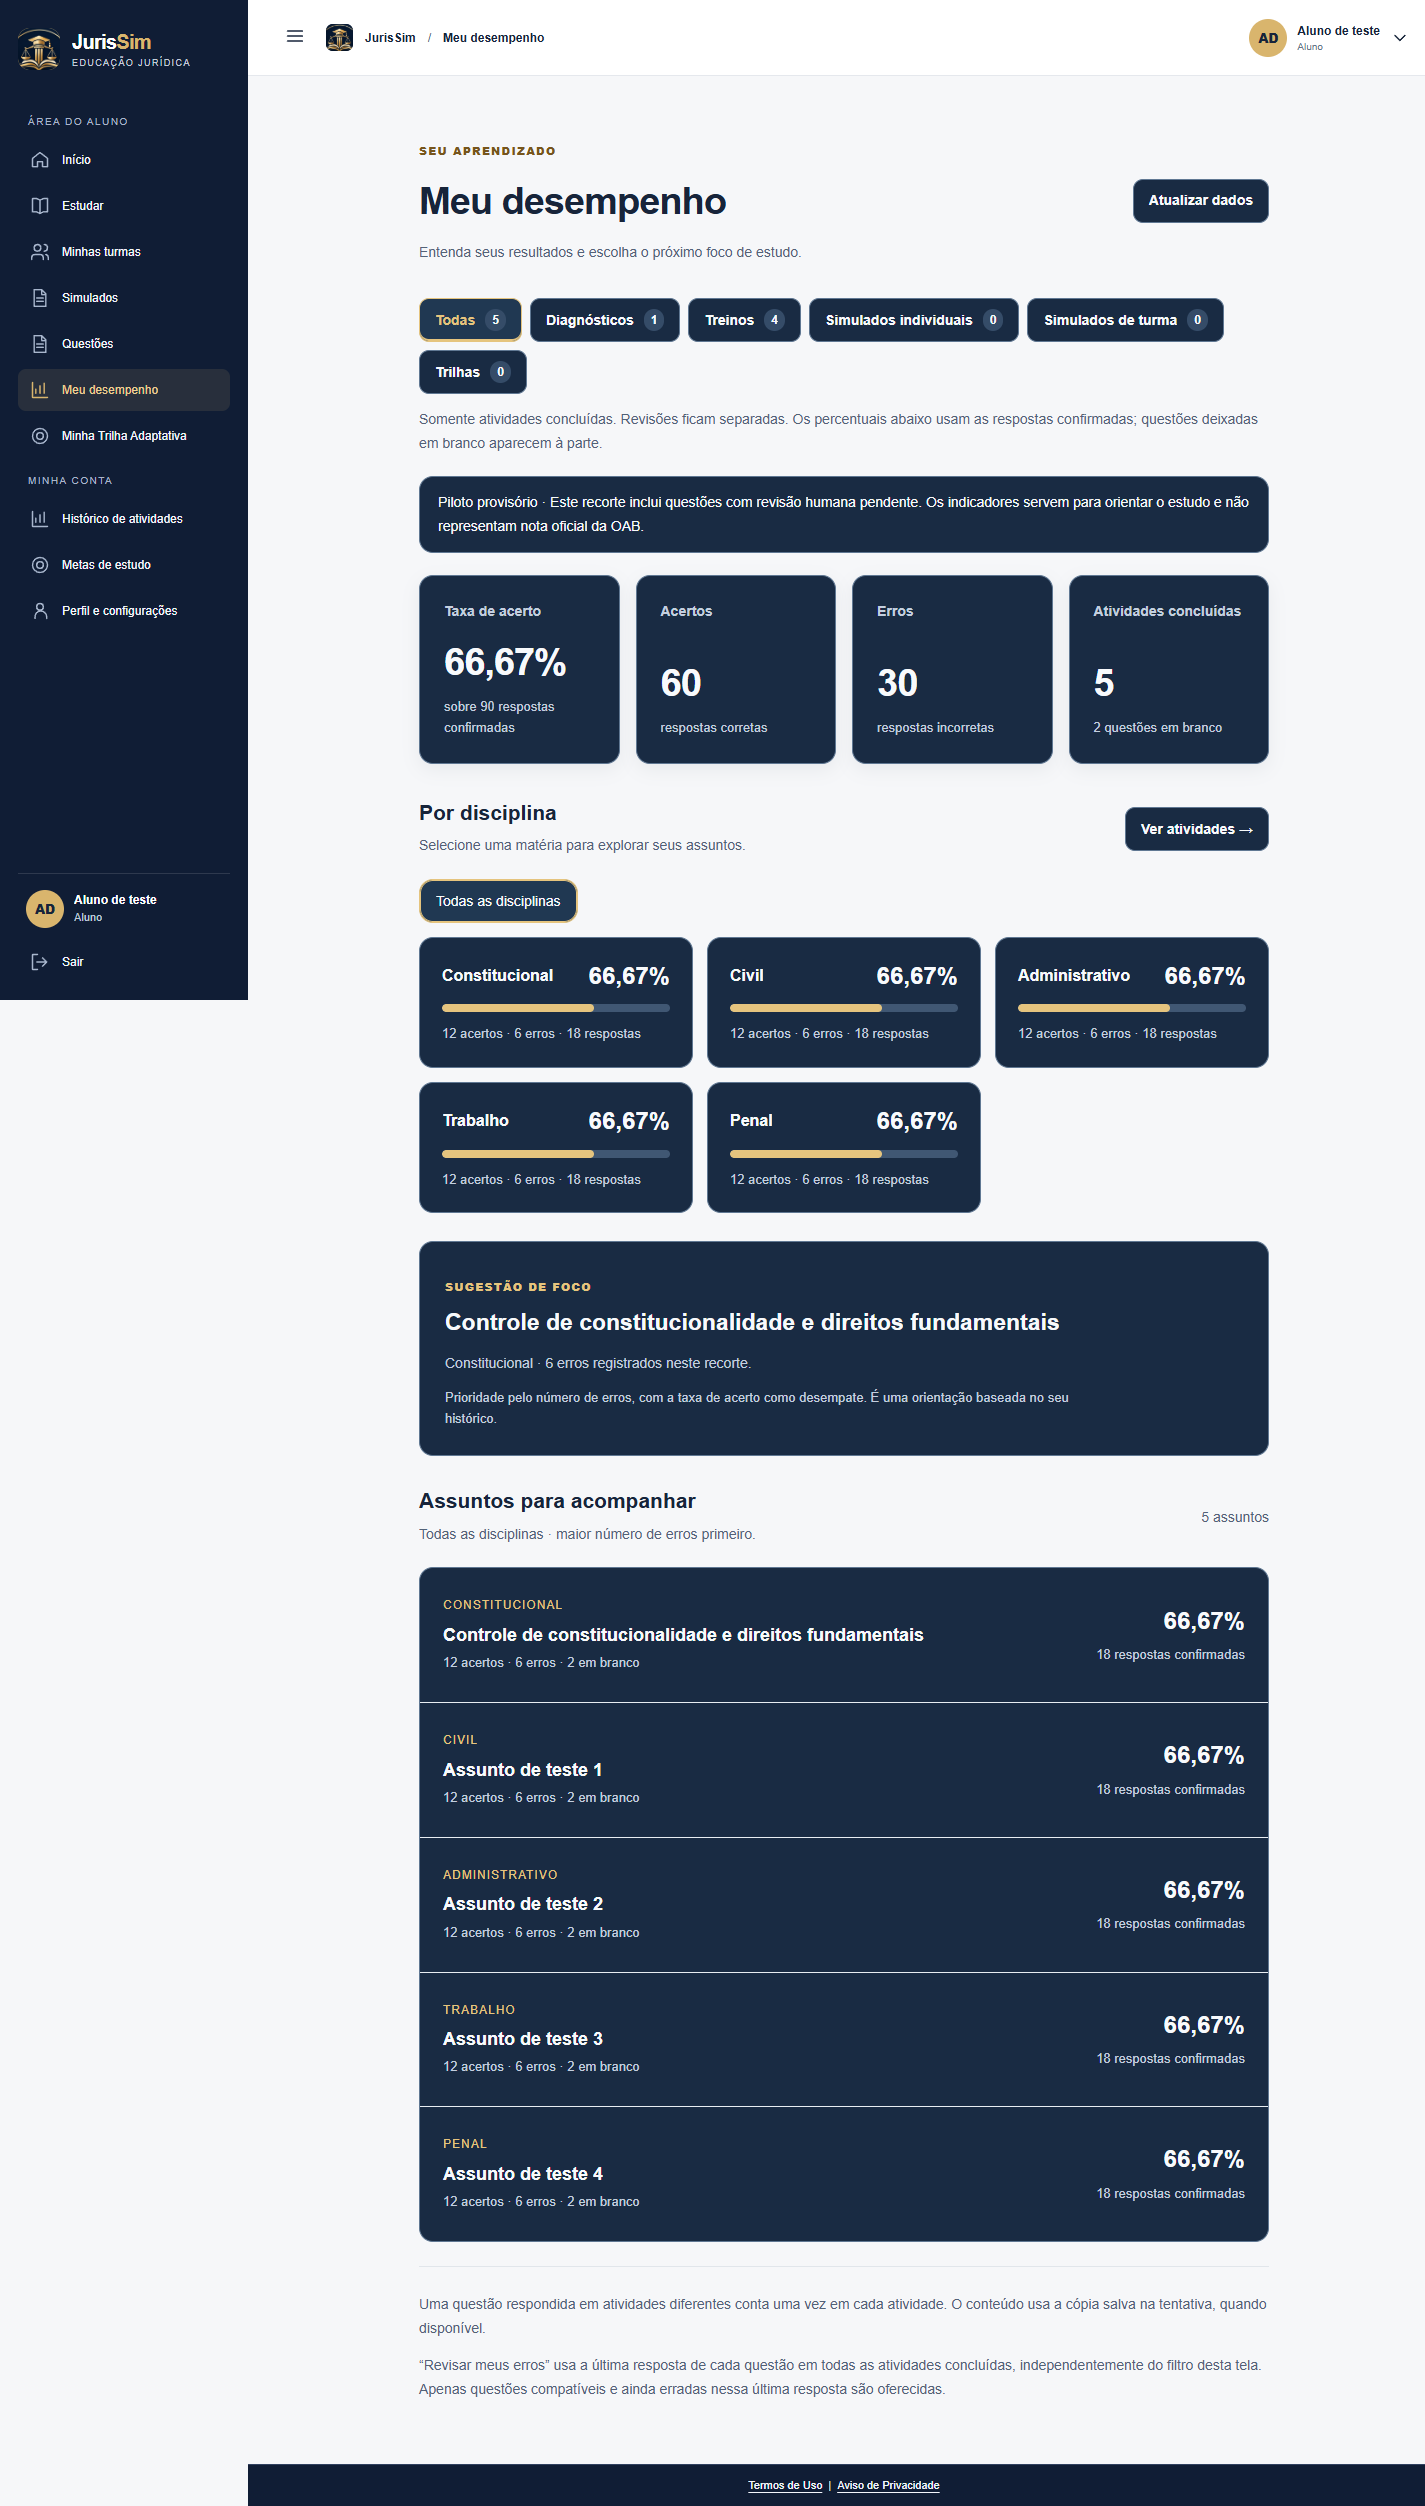 JurisSim
EDUCAÇÃO JURÍDICA
ÁREA DO ALUNO
Início
Estudar
Minhas turmas
Simulados
Questões
Meu desempenho
Minha Trilha Adaptativa
MINHA CONTA
Histórico de atividades
Metas de estudo
Perfil e configurações
AD
Aluno de teste
Aluno
Sair
JurisSim / Meu desempenho
AD
Aluno de teste
Aluno
SEU APRENDIZADO
Meu desempenho
Atualizar dados
Entenda seus resultados e escolha o próximo foco de estudo.
Todas 5
Diagnósticos 1
Treinos 4
Simulados individuais 0
Simulados de turma 0
Trilhas 0
Somente atividades concluídas. Revisões ficam separadas. Os percentuais abaixo usam as respostas confirmadas; questões deixadas
em branco aparecem à parte.
Piloto provisório · Este recorte inclui questões com revisão humana pendente. Os indicadores servem para orientar o estudo e não
representam nota oficial da OAB.
Taxa de acerto
66,67%
sobre 90 respostas
confirmadas
Acertos
60
respostas corretas
Erros
30
respostas incorretas
Atividades concluídas
5
2 questões em branco
Por disciplina
Selecione uma matéria para explorar seus assuntos.
Ver atividades →
Todas as disciplinas
Constitucional 66,67%
12 acertos · 6 erros · 18 respostas
Civil 66,67%
12 acertos · 6 erros · 18 respostas
Administrativo 66,67%
12 acertos · 6 erros · 18 respostas
Trabalho 66,67%
12 acertos · 6 erros · 18 respostas
Penal 66,67%
12 acertos · 6 erros · 18 respostas
SUGESTÃO DE FOCO
Controle de constitucionalidade e direitos fundamentais
Constitucional · 6 erros registrados neste recorte.
Prioridade pelo número de erros, com a taxa de acerto como desempate. É uma orientação baseada no seu
histórico.
Assuntos para acompanhar
Todas as disciplinas · maior número de erros primeiro.
5 assuntos
CONSTITUCIONAL
Controle de constitucionalidade e direitos fundamentais
12 acertos · 6 erros · 2 em branco
66,67%
18 respostas confirmadas
CIVIL
Assunto de teste 1
12 acertos · 6 erros · 2 em branco
66,67%
18 respostas confirmadas
ADMINISTRATIVO
Assunto de teste 2
12 acertos · 6 erros · 2 em branco
66,67%
18 respostas confirmadas
TRABALHO
Assunto de teste 3
12 acertos · 6 erros · 2 em branco
66,67%
18 respostas confirmadas
PENAL
Assunto de teste 4
12 acertos · 6 erros · 2 em branco
66,67%
18 respostas confirmadas
Uma questão respondida em atividades diferentes conta uma vez em cada atividade. O conteúdo usa a cópia salva na tentativa, quando
disponível.
“Revisar meus erros” usa a última resposta de cada questão em todas as atividades concluídas, independentemente do filtro desta tela.
Apenas questões compatíveis e ainda erradas nessa última resposta são oferecidas.
Termos de Uso | Aviso de Privacidade